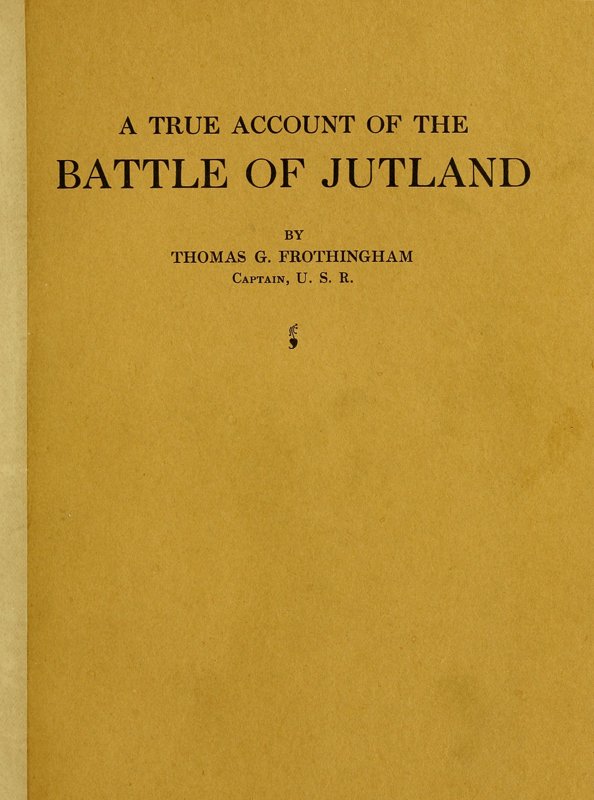 A TRUE ACCOUNT OF THE
BATTLE OF JUTLAND
BY
THOMAS G. FROTHINGHAM
CAPTAIN, U. S. R.